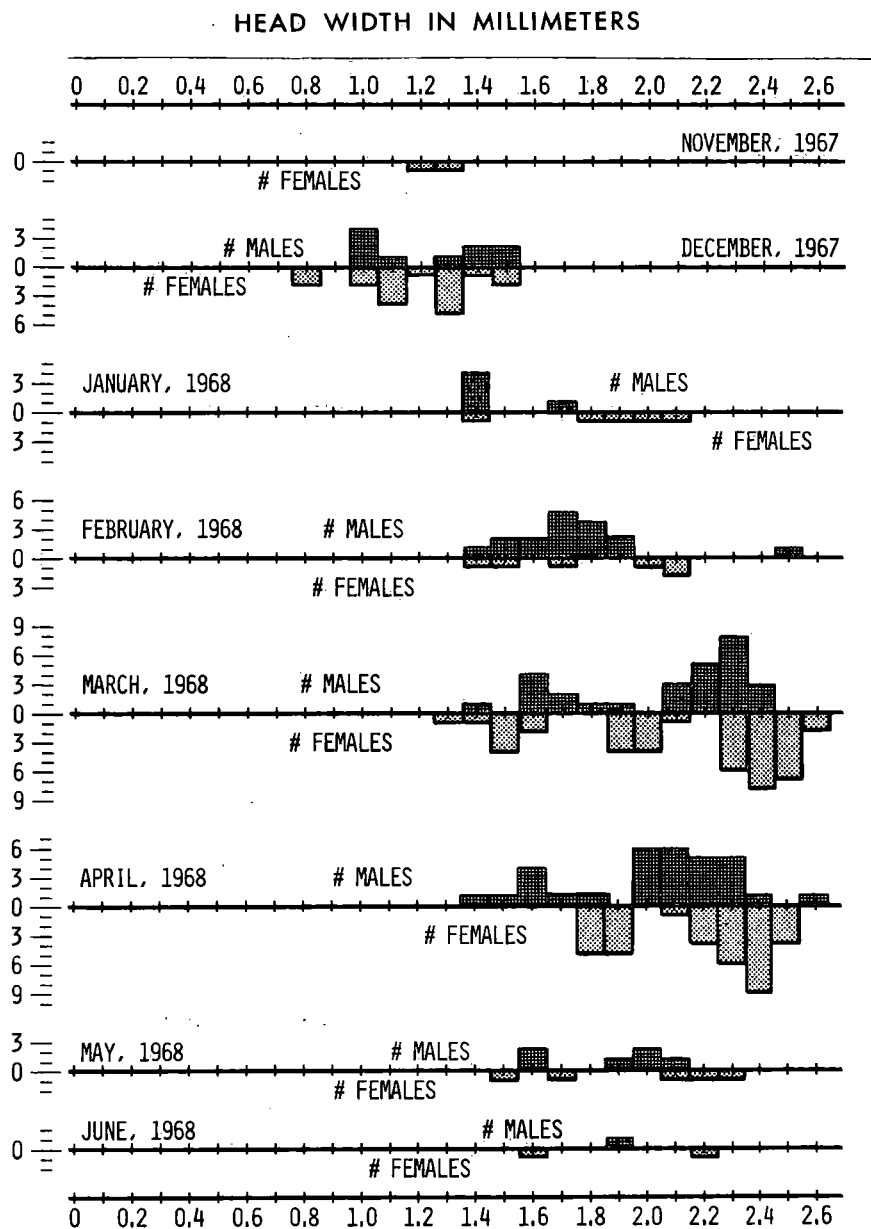 HEAD WIDTH IN MILLIMETERS
0 0.2 0.4 0.6 0.8 1.0 1.2 1.4 1.6 1.8 2.0 2.2 2.4 2.6
NOVEMBER, 1967
0
# FEMALES
3
# MALES
DECEMBER, 1967
0
# FEMALES
3
6
3
JANUARY, 1968
# MALES
0
3
# FEMALES
6
3
FEBRUARY, 1968
# MALES
0
3
# FEMALES
9
6
3
MARCH, 1968
# MALES
0
# FEMALES
3
6
9
6
3
APRIL, 1968
# MALES
0
3
# FEMALES
6
9
3
MAY, 1968
# MALES
0
# FEMALES
JUNE, 1968
# MALES
0
# FEMALES
0 0.2 0.4 0.6 0.8 1.0 1.2 1.4 1.6 1.8 2.0 2.2 2.4 2.6